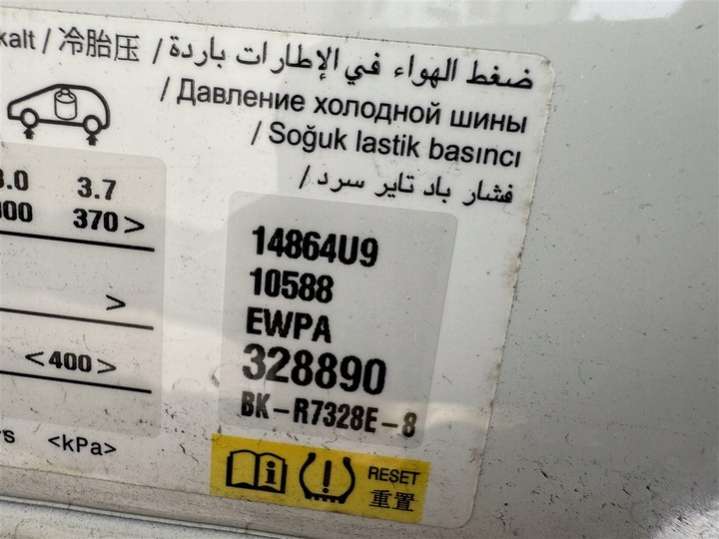 kalt / 冷胎压 / ضغط الهواء في الإطارات باردة
/ Давление холодной шины
/ Soğuk lastik basıncı
/ فشار باد تایر سرد
3.7
370 >
>
<400>
<kPa>
14864U9
10588
EWPA
328890
BK-R7328E-8
RESET
重置